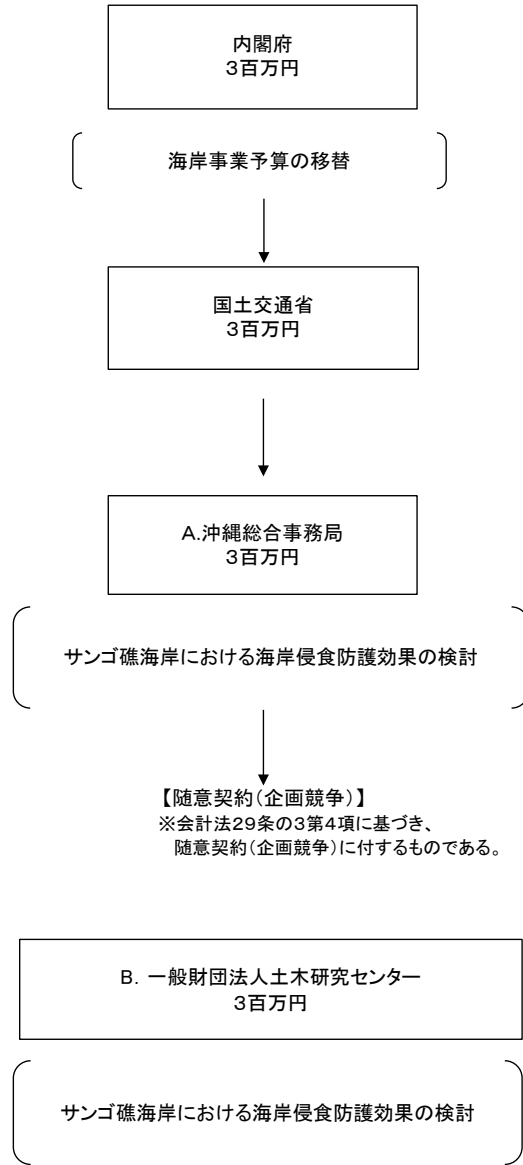 内閣府
３百万円
海岸事業予算の移替
国土交通省
３百万円
A.沖縄総合事務局
３百万円
サンゴ礁海岸における海岸侵食防護効果の検討
【随意契約（企画競争）】
※会計法29条の3第4項に基づき、
随意契約（企画競争）に付するものである。
B. 一般財団法人土木研究センター
３百万円
サンゴ礁海岸における海岸侵食防護効果の検討